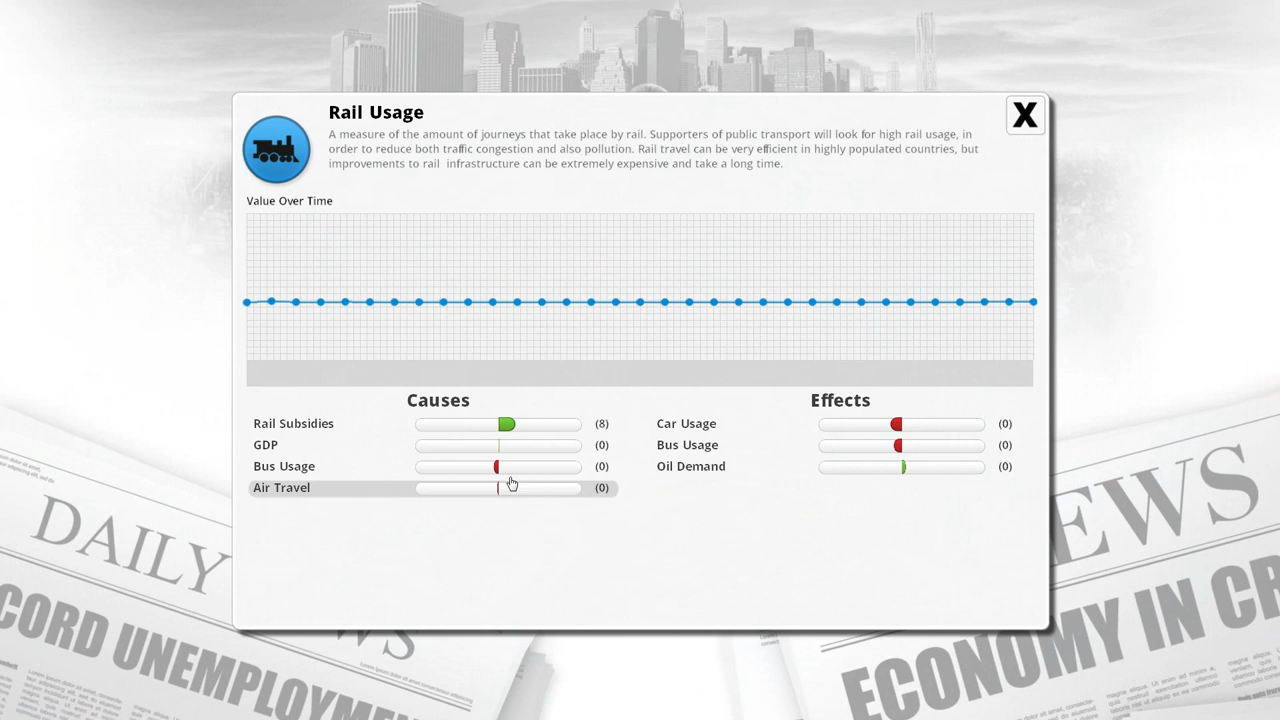 Rail Usage
X
A measure of the amount of journeys that take place by rail. Supporters of public transport will look for high rail usage, in
order to reduce both traffic congestion and also pollution. Rail travel can be very efficient in highly populated countries, but
improvements to rail infrastructure can be extremely expensive and take a long time.
Value Over Time
Causes
Effects
Rail Subsidies (8)
Car Usage (0)
GDP (0)
Bus Usage (0)
Bus Usage (0)
Oil Demand (0)
Air Travel (0)
DAILY
NEWS
CORD UNEMPLOYME
EWS
ECONOMY IN CR